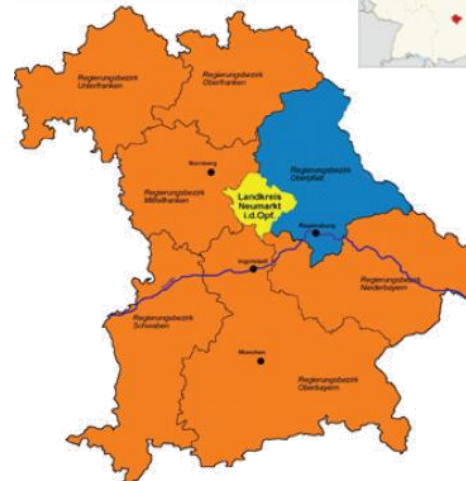 Regierungsbezirk
Unterfranken
Regierungsbezirk
Oberfranken
Nürnberg
Regierungsbezirk
Oberpfalz
Regierungsbezirk
Mittelfranken
Landkreis
Neumarkt
i.d.Opf.
Regensburg
Ingolstadt
Regierungsbezirk
Niederbayern
Regierungsbezirk
Schwaben
München
Regierungsbezirk
Oberbayern